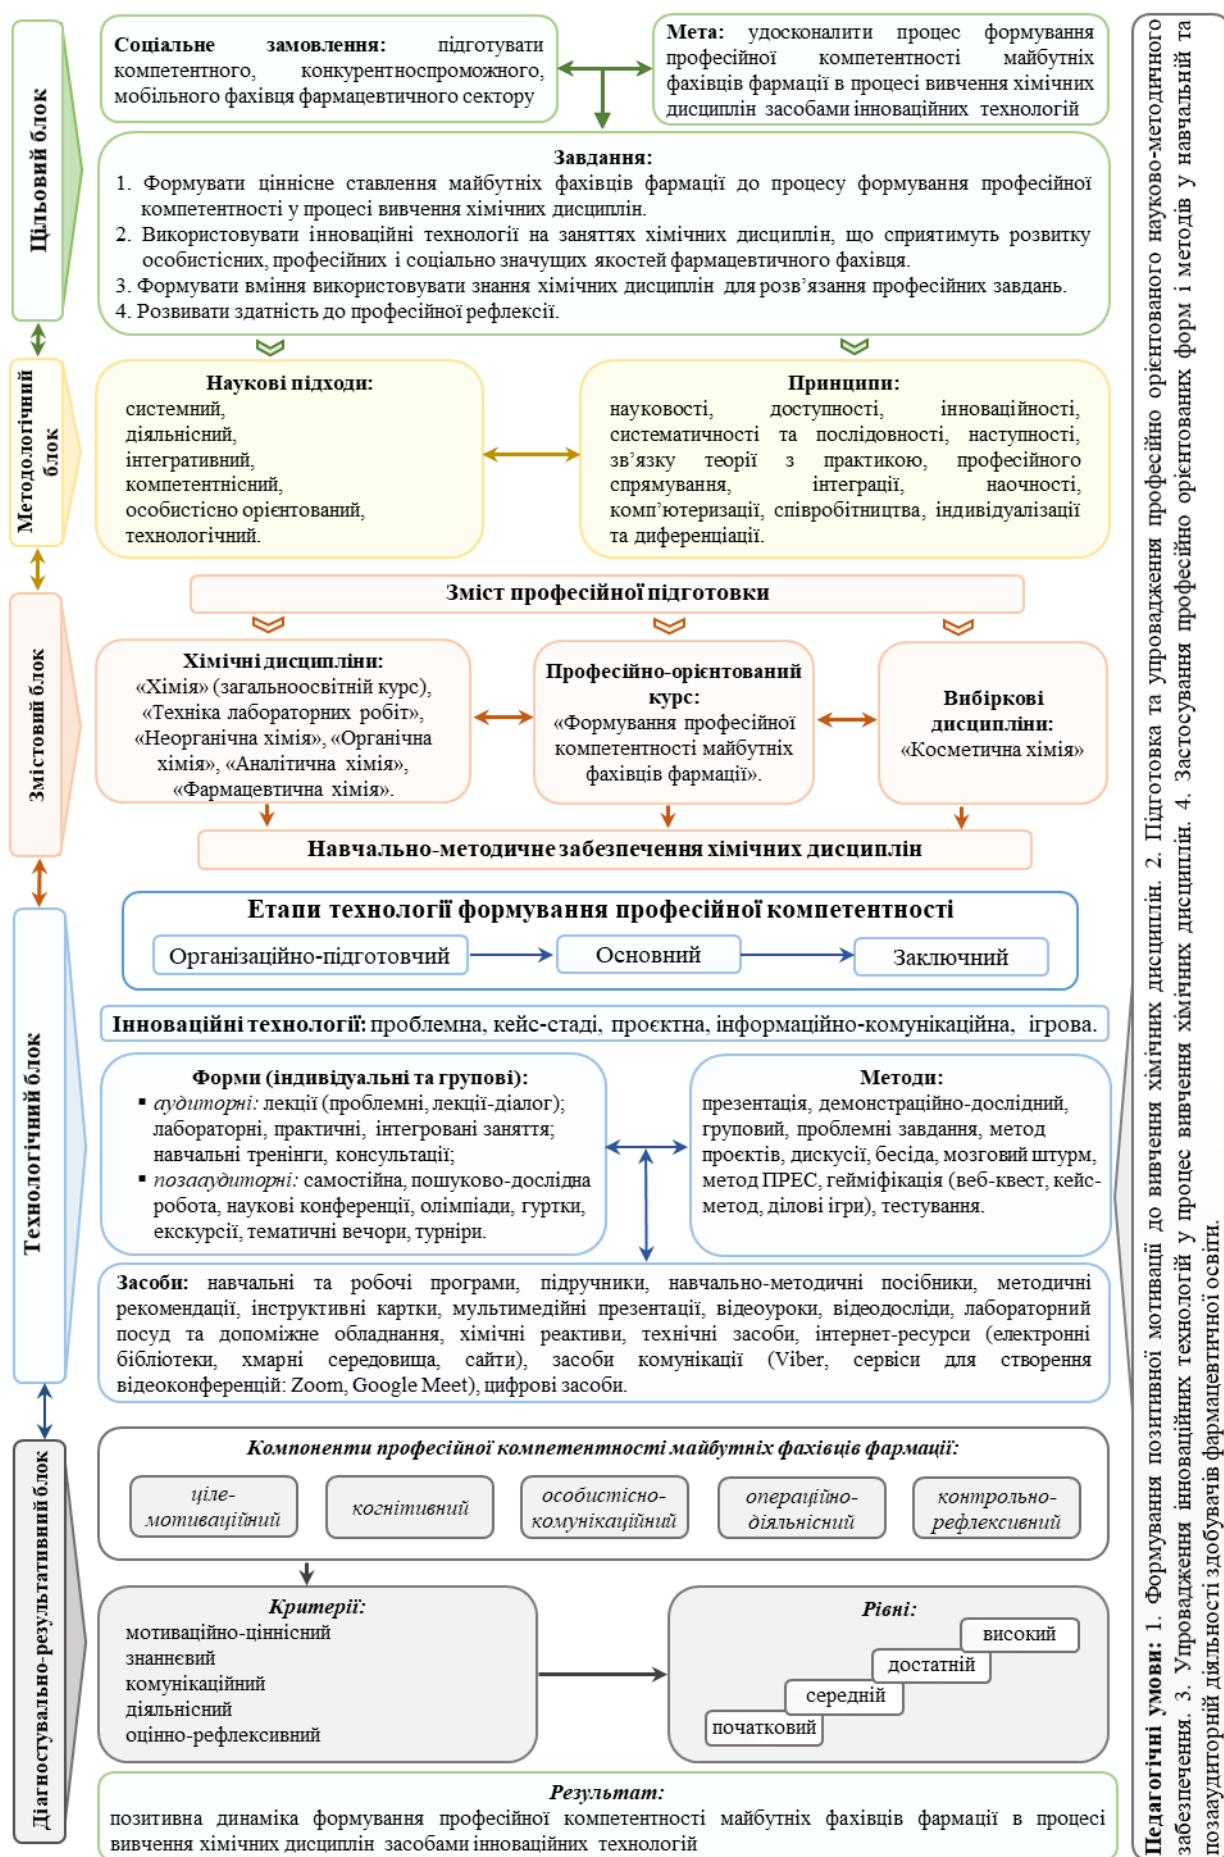 Цільовий блок
Соціальне замовлення: підготувати
компетентного, конкурентноспроможного,
мобільного фахівця фармацевтичного сектору
Мета: удосконалити процес формування
професійної компетентності майбутніх
фахівців фармації в процесі вивчення хімічних
дисциплін засобами інноваційних технологій
Завдання:
1. Формувати ціннісне ставлення майбутніх фахівців фармації до процесу формування професійної
компетентності у процесі вивчення хімічних дисциплін.
2. Використовувати інноваційні технології на заняттях хімічних дисциплін, що сприятимуть розвитку
особистісних, професійних і соціально значущих якостей фармацевтичного фахівця.
3. Формувати вміння використовувати знання хімічних дисциплін для розв’язання професійних завдань.
4. Розвивати здатність до професійної рефлексії.
Методологічний
блок
Наукові підходи:
системний,
діяльнісний,
інтегративний,
компетентнісний,
особистісно орієнтований,
технологічний.
Принципи:
науковості, доступності, інноваційності,
систематичності та послідовності, наступності,
зв’язку теорії з практикою, професійного
спрямування, інтеграції, наочності,
комп’ютеризації, співробітництва, індивідуалізації
та диференціації.
Змістовий блок
Зміст професійної підготовки
Хімічні дисципліни:
«Хімія» (загальноосвітній курс),
«Техніка лабораторних робіт»,
«Неорганічна хімія», «Органічна
хімія», «Аналітична хімія»,
«Фармацевтична хімія».
Професійно-орієнтований
курс:
«Формування професійної
компетентності майбутніх
фахівців фармації».
Вибіркові
дисципліни:
«Косметична хімія»
Навчально-методичне забезпечення хімічних дисциплін
Технологічний блок
Етапи технології формування професійної компетентності
Організаційно-підготовчий
Основний
Заключний
Інноваційні технології: проблемна, кейс-стаді, проєктна, інформаційно-комунікаційна, ігрова.
Форми (індивідуальні та групові):
▪ аудиторні: лекції (проблемні, лекції-діалог);
лабораторні, практичні, інтегровані заняття;
навчальні тренінги, консультації;
▪ позааудиторні: самостійна, пошуково-дослідна
робота, наукові конференції, олімпіади, гуртки,
екскурсії, тематичні вечори, турніри.
Методи:
презентація, демонстраційно-дослідний,
груповий, проблемні завдання, метод
проєктів, дискусії, бесіда, мозговий штурм,
метод ПРЕС, гейміфікація (веб-квест, кейс-
метод, ділові ігри), тестування.
Засоби: навчальні та робочі програми, підручники, навчально-методичні посібники, методичні
рекомендації, інструктивні картки, мультимедійні презентації, відеоуроки, відеодосліди, лабораторний
посуд та допоміжне обладнання, хімічні реактиви, технічні засоби, інтернет-ресурси (електронні
бібліотеки, хмарні середовища, сайти), засоби комунікації (Viber, сервіси для створення
відеоконференцій: Zoom, Google Meet), цифрові засоби.
Діагностувально-результативний блок
Компоненти професійної компетентності майбутніх фахівців фармації:
ціле-
мотиваційний
когнітивний
особистісно-
комунікаційний
операційно-
діяльнісний
контрольно-
рефлексивний
Критерії:
мотиваційно-ціннісний
знаннєвий
комунікаційний
діяльнісний
оцінно-рефлексивний
Рівні:
високий
достатній
середній
початковий
Результат:
позитивна динаміка формування професійної компетентності майбутніх фахівців фармації в процесі
вивчення хімічних дисциплін засобами інноваційних технологій
Педагогічні умови: 1. Формування позитивної мотивації до вивчення хімічних дисциплін. 2. Підготовка та упровадження професійно орієнтованого науково-методичного
забезпечення. 3. Упровадження інноваційних технологій у процес вивчення хімічних дисциплін. 4. Застосування професійно орієнтованих форм і методів у навчальній та
позааудиторній діяльності здобувачів фармацевтичної освіти.